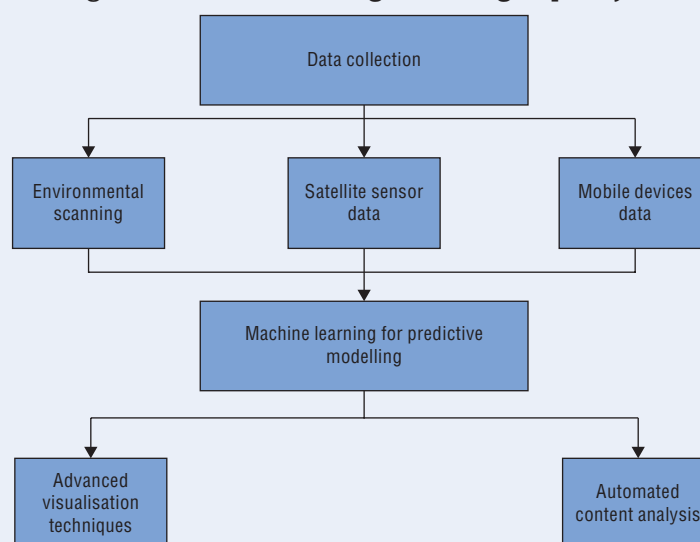 Data collection
Environmental
scanning
Satellite sensor
data
Mobile devices
data
Machine learning for predictive
modelling
Advanced
visualisation
techniques
Automated
content analysis